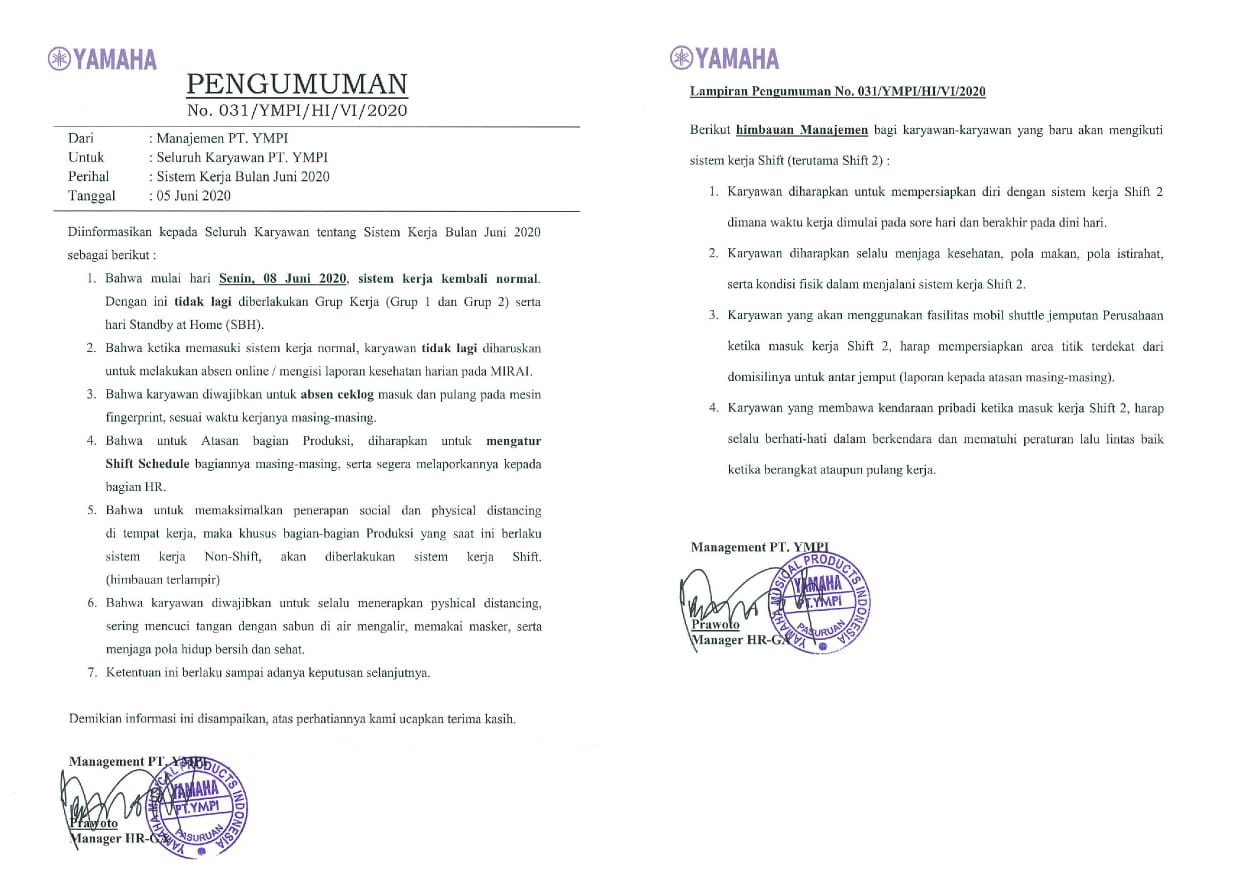 YAMAHA
PENGUMUMAN
No. 031/YMPI/HI/VI/2020
Dari : Manajemen PT. YMPI
Untuk : Seluruh Karyawan PT. YMPI
Perihal : Sistem Kerja Bulan Juni 2020
Tanggal : 05 Juni 2020
Diinformasikan kepada Seluruh Karyawan tentang Sistem Kerja Bulan Juni 2020
sebagai berikut :
1. Bahwa mulai hari Senin, 08 Juni 2020, sistem kerja kembali normal.
Dengan ini tidak lagi diberlakukan Grup Kerja (Grup 1 dan Grup 2) serta
hari Standby at Home (SBH).
2. Bahwa ketika memasuki sistem kerja normal, karyawan tidak lagi diharuskan
untuk melakukan absen online / mengisi laporan kesehatan harian pada MIRAI.
3. Bahwa karyawan diwajibkan untuk absen ceklog masuk dan pulang pada mesin
fingerprint, sesuai waktu kerjanya masing-masing.
4. Bahwa untuk Atasan bagian Produksi, diharapkan untuk mengatur
Shift Schedule bagiannya masing-masing, serta segera melaporkannya kepada
bagian HR.
5. Bahwa untuk memaksimalkan penerapan social dan physical distancing
di tempat kerja, maka khusus bagian-bagian Produksi yang saat ini berlaku
sistem kerja Non-Shift, akan diberlakukan sistem kerja Shift.
(himbauan terlampir)
6. Bahwa karyawan diwajibkan untuk selalu menerapkan pyshical distancing,
sering mencuci tangan dengan sabun di air mengalir, memakai masker, serta
menjaga pola hidup bersih dan sehat.
7. Ketentuan ini berlaku sampai adanya keputusan selanjutnya.
Demikian informasi ini disampaikan, atas perhatiannya kami ucapkan terima kasih.
Management PT. YMPI
YAMAHA MUSICAL PRODUCTS INDONESIA
YAMAHA
PT.YMPI
PASURUAN
Prawoto
Manager HR-GA
YAMAHA
Lampiran Pengumuman No. 031/YMPI/HI/VI/2020
Berikut himbauan Manajemen bagi karyawan-karyawan yang baru akan mengikuti
sistem kerja Shift (terutama Shift 2) :
1. Karyawan diharapkan untuk mempersiapkan diri dengan sistem kerja Shift 2
dimana waktu kerja dimulai pada sore hari dan berakhir pada dini hari.
2. Karyawan diharapkan selalu menjaga kesehatan, pola makan, pola istirahat,
serta kondisi fisik dalam menjalani sistem kerja Shift 2.
3. Karyawan yang akan menggunakan fasilitas mobil shuttle jemputan Perusahaan
ketika masuk kerja Shift 2, harap mempersiapkan area titik terdekat dari
domisilinya untuk antar jemput (laporan kepada atasan masing-masing).
4. Karyawan yang membawa kendaraan pribadi ketika masuk kerja Shift 2, harap
selalu berhati-hati dalam berkendara dan mematuhi peraturan lalu lintas baik
ketika berangkat ataupun pulang kerja.
Management PT. YMPI
YAMAHA MUSICAL PRODUCTS INDONESIA
YAMAHA
PT.YMPI
PASURUAN
Prawoto
Manager HR-GA